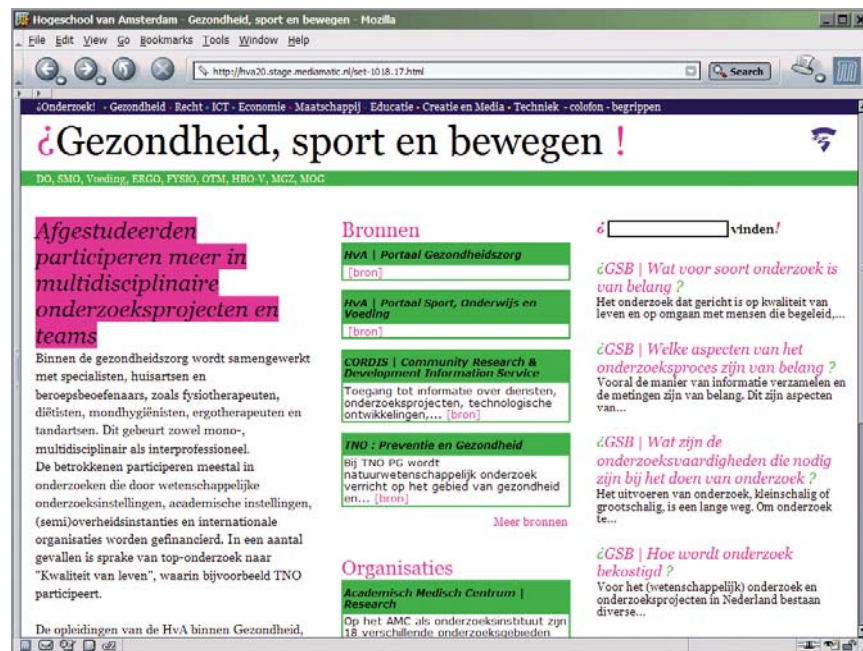 Hogeschool van Amsterdam - Gezondheid, sport en bewegen - Mozilla
File Edit View Go Bookmarks Tools Window Help
http://hva20.stage.mediamatic.nl/set-1018.17.html
Search
¿Onderzoek! - Gezondheid - Recht - ICT - Economie - Maatschappij - Educatie - Creatie en Media - Techniek - colofon - begrippen
¿Gezondheid, sport en bewegen !
DO, SMO, Voeding, ERGO, FYSIO, OTM, HBO-V, MGZ, MOG
Afgestudeerden
participeren meer in
multidisciplinaire
onderzoeksprojecten en
teams
Binnen de gezondheidszorg wordt samengewerkt
met specialisten, huisartsen en
beroepsbeoefenaars, zoals fysiotherapeuten,
diëtisten, mondhygiënisten, ergotherapeuten en
tandartsen. Dit gebeurt zowel mono-,
multidisciplinair als interprofessioneel.
De betrokkenen participeren meestal in
onderzoeken die door wetenschappelijke
onderzoeksinstellingen, academische instellingen,
(semi)overheidsinstanties en internationale
organisaties worden gefinancierd. In een aantal
gevallen is sprake van top-onderzoek naar
"Kwaliteit van leven", waarin bijvoorbeeld TNO
participeert.
De opleidingen van de HvA binnen Gezondheid,
Bronnen
HvA | Portaal Gezondheidszorg
[bron]
HvA | Portaal Sport, Onderwijs en
Voeding
[bron]
CORDIS | Community Research &
Development Information Service
Toegang tot informatie over diensten,
onderzoeksprojecten, technologische
ontwikkelingen,... [bron]
TNO : Preventie en Gezondheid
Bij TNO PG wordt
natuurwetenschappelijk onderzoek
verricht op het gebied van gezondheid
en... [bron]
Meer bronnen
Organisaties
Academisch Medisch Centrum |
Research
Op het AMC als onderzoeksinstituut zijn
18 verschillende onderzoeksgebieden
¿ vinden!
¿GSB | Wat voor soort onderzoek is
van belang ?
Het onderzoek dat gericht is op kwaliteit van
leven en op omgaan met mensen die begeleid,...
¿GSB | Welke aspecten van het
onderzoeksproces zijn van belang ?
Vooral de manier van informatie verzamelen en
de metingen zijn van belang. Dit zijn aspecten
van...
¿GSB | Wat zijn de
onderzoeksvaardigheden die nodig
zijn bij het doen van onderzoek ?
Het uitvoeren van onderzoek, kleinschalig of
grootschalig, is een lange weg. Om onderzoek
te...
¿GSB | Hoe wordt onderzoek
bekostigd ?
Voor het (wetenschappelijk) onderzoek en
onderzoeksprojecten in Nederland bestaan
diverse...